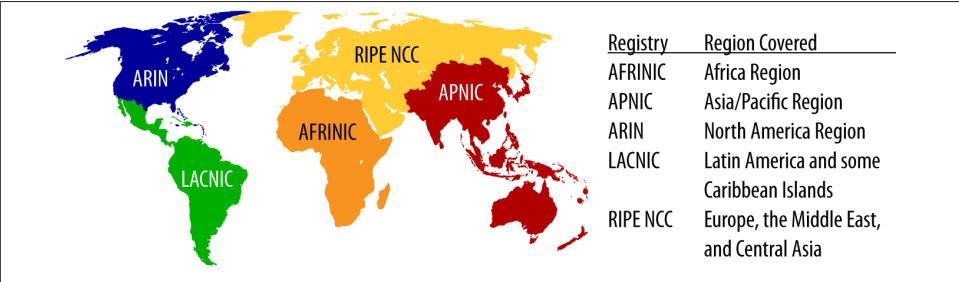 RIPE NCC
ARIN
APNIC
AFRINIC
LACNIC
Registry Region Covered
AFRINIC Africa Region
APNIC Asia/Pacific Region
ARIN North America Region
LACNIC Latin America and some
Caribbean Islands
RIPE NCC Europe, the Middle East,
and Central Asia